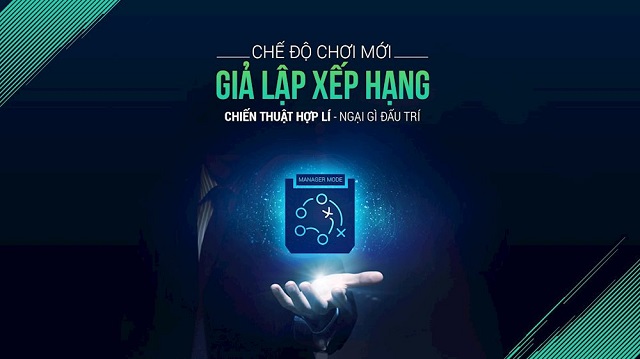 CHẾ ĐỘ CHƠI MỚI
GIẢ LẬP XẾP HẠNG
CHIẾN THUẬT HỢP LÍ - NGẠI GÌ ĐẤU TRÍ
MANAGER MODE